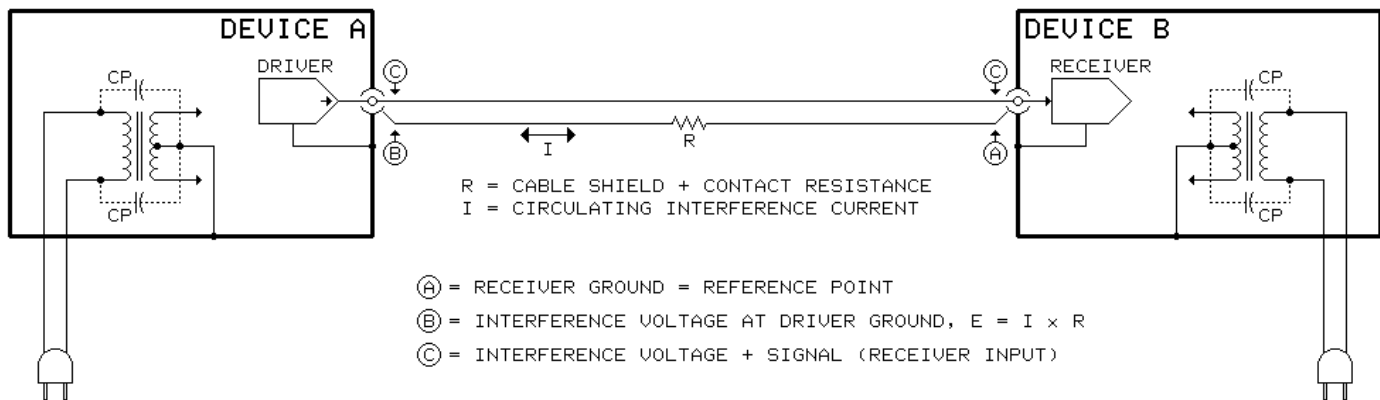 DEVICE A
DEVICE B
DRIVER
RECEIVER
CP
CP
CP
CP
C
C
B
A
I
R
R = CABLE SHIELD + CONTACT RESISTANCE
I = CIRCULATING INTERFERENCE CURRENT
A = RECEIVER GROUND = REFERENCE POINT
B = INTERFERENCE VOLTAGE AT DRIVER GROUND, E = I x R
C = INTERFERENCE VOLTAGE + SIGNAL (RECEIVER INPUT)